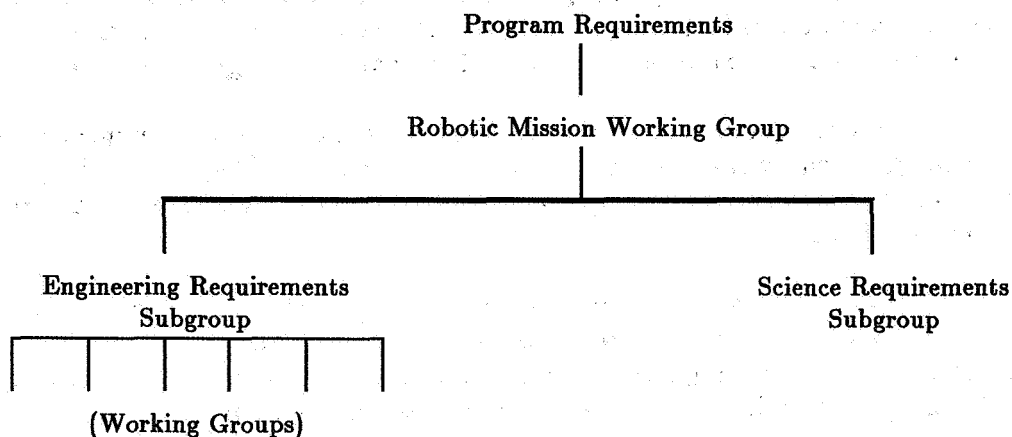 Program Requirements
Robotic Mission Working Group
Engineering Requirements
Subgroup
Science Requirements
Subgroup
(Working Groups)